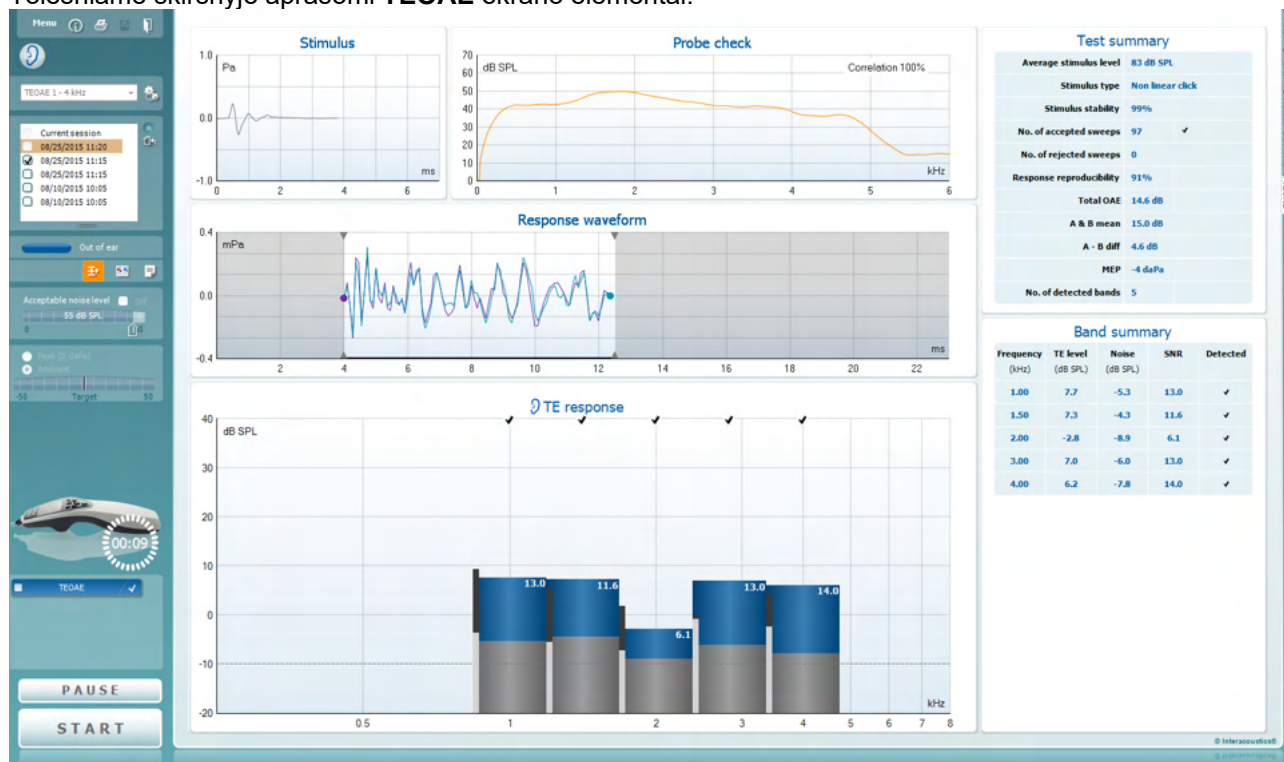 Tolesniame skirsnyje aprašomi TEOAE ekrano elementai.
Menu
TEOAE 1 - 4 kHz
Current session
08/25/2015 11:20
08/25/2015 11:15
08/25/2015 11:15
08/10/2015 10:05
08/10/2015 10:05
Out of ear
Acceptable noise level Off
55 dB SPL
0
Peak (0 daPa)
Ambient
-50 Target 50
00:09
TEOAE
PAUSE
START
Stimulus
1.0
Pa
0.0
-1.0
ms
0 2 4 6
Probe check
70
dB SPL Correlation 100%
60
50
40
30
20
10
0
kHz
0 1 2 3 4 5 6
Response waveform
0.4
mPa
0.0
-0.4
ms
2 4 6 8 10 12 14 16 18 20 22
TE response
40
dB SPL
30
20
10
0
-10
-20
13.0 11.6 6.1 13.0 14.0
kHz
0.5 1 2 3 4 5 6 7 8
Test summary
Average stimulus level 83 dB SPL
Stimulus type Non linear click
Stimulus stability 99%
No. of accepted sweeps 97
No. of rejected sweeps 0
Response reproducibility 91%
Total OAE 14.6 dB
A & B mean 15.0 dB
A - B diff 4.6 dB
MEP -4 daPa
No. of detected bands 5
Band summary
Frequency TE level Noise SNR Detected
(kHz) (dB SPL) (dB SPL)
1.00 7.7 -5.3 13.0
1.50 7.3 -4.3 11.6
2.00 -2.8 -8.9 6.1
3.00 7.0 -6.0 13.0
4.00 6.2 -7.8 14.0
© Interacoustics®